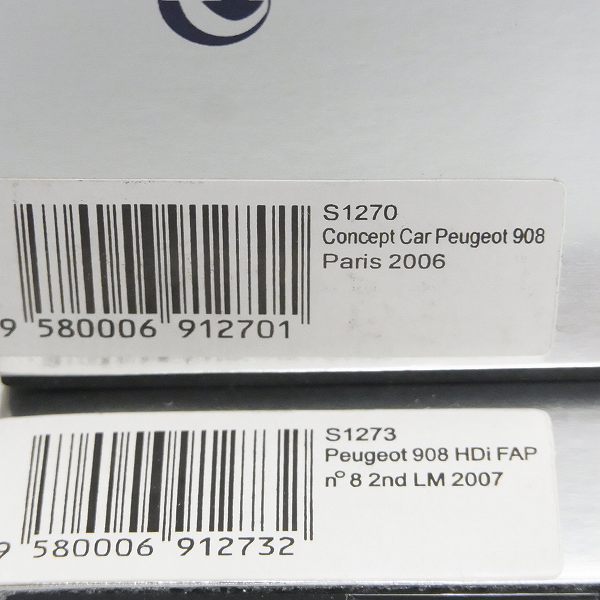 S1270
Concept Car Peugeot 908
Paris 2006
9 580006 912701
S1273
Peugeot 908 HDi FAP
nº 8 2nd LM 2007
9 580006 912732